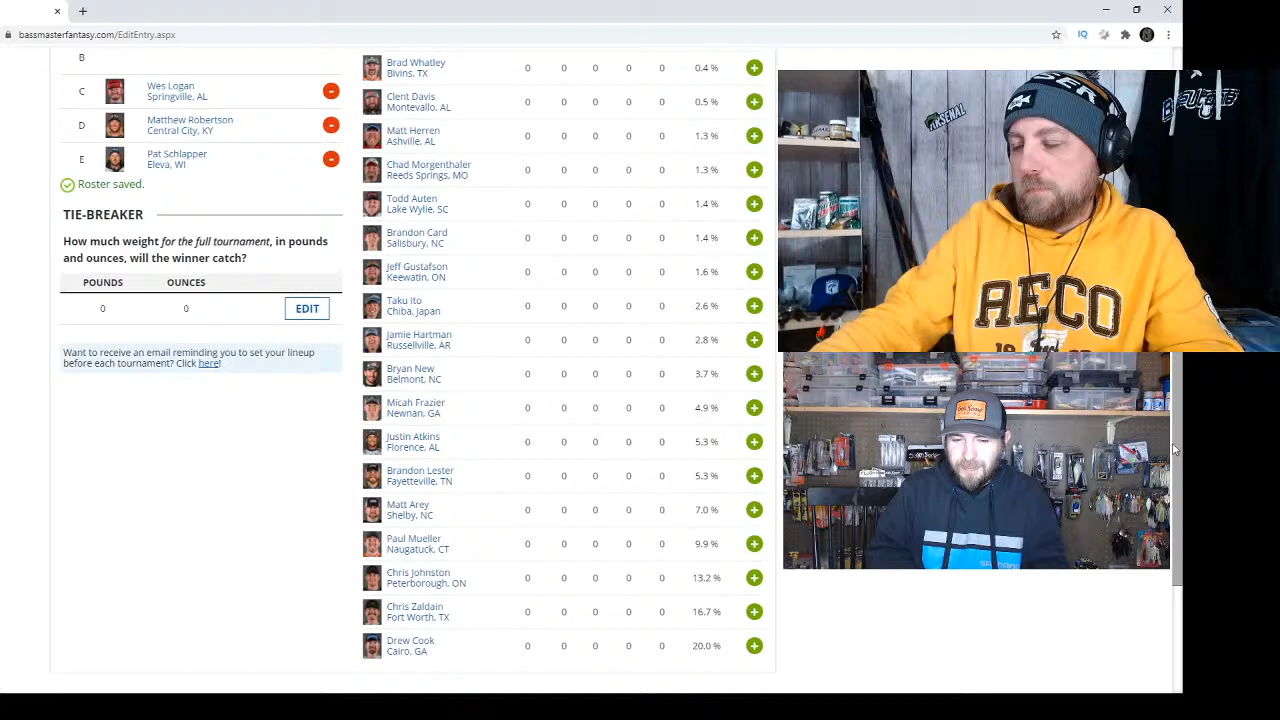 bassmasterfantasy.com/EditEntry.aspx
B
C Wes Logan
Springville, AL
D Matthew Robertson
Central City, KY
E Pat Schlapper
Eleva, WI
Roster saved.
TIE-BREAKER
How much weight for the full tournament, in pounds
and ounces, will the winner catch?
POUNDS OUNCES
0 0 EDIT
Want to receive an email reminding you to set your lineup
before each tournament? Click here!
Brad Whatley
Bivins, TX
0 0 0 0 0 0.4 %
Clent Davis
Montevallo, AL
0 0 0 0 0 0.5 %
Matt Herren
Ashville, AL
0 0 0 0 0 1.3 %
Chad Morgenthaler
Reeds Springs, MO
0 0 0 0 0 1.3 %
Todd Auten
Lake Wylie, SC
0 0 0 0 0 1.4 %
Brandon Card
Salisbury, NC
0 0 0 0 0 1.4 %
Jeff Gustafson
Keewatin, ON
0 0 0 0 0 1.6 %
Taku Ito
Chiba, Japan
0 0 0 0 0 2.6 %
Jamie Hartman
Russellville, AR
0 0 0 0 0 2.8 %
Bryan New
Belmont, NC
0 0 0 0 0 3.7 %
Micah Frazier
Newnan, GA
0 0 0 0 0
Justin Atkins
Florence, AL
0 0 0 0 0 5.3 %
Brandon Lester
Fayetteville, TN
0 0 0 0 0 5.3 %
Matt Arey
Shelby, NC
0 0 0 0 0 7.0 %
Paul Mueller
Naugatuck, CT
0 0 0 0 0 9.9 %
Chris Johnston
Peterborough, ON
0 0 0 0 0 13.2 %
Chris Zaldain
Fort Worth, TX
0 0 0 0 0 16.7 %
Drew Cook
Cairo, GA
0 0 0 0 0 20.0 %
ARSENAL
AECO